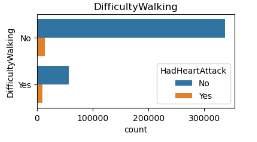 DifficultyWalking
No
Yes
DifficultyWalking
HadHeartAttack
No
Yes
0
100000
200000
300000
count